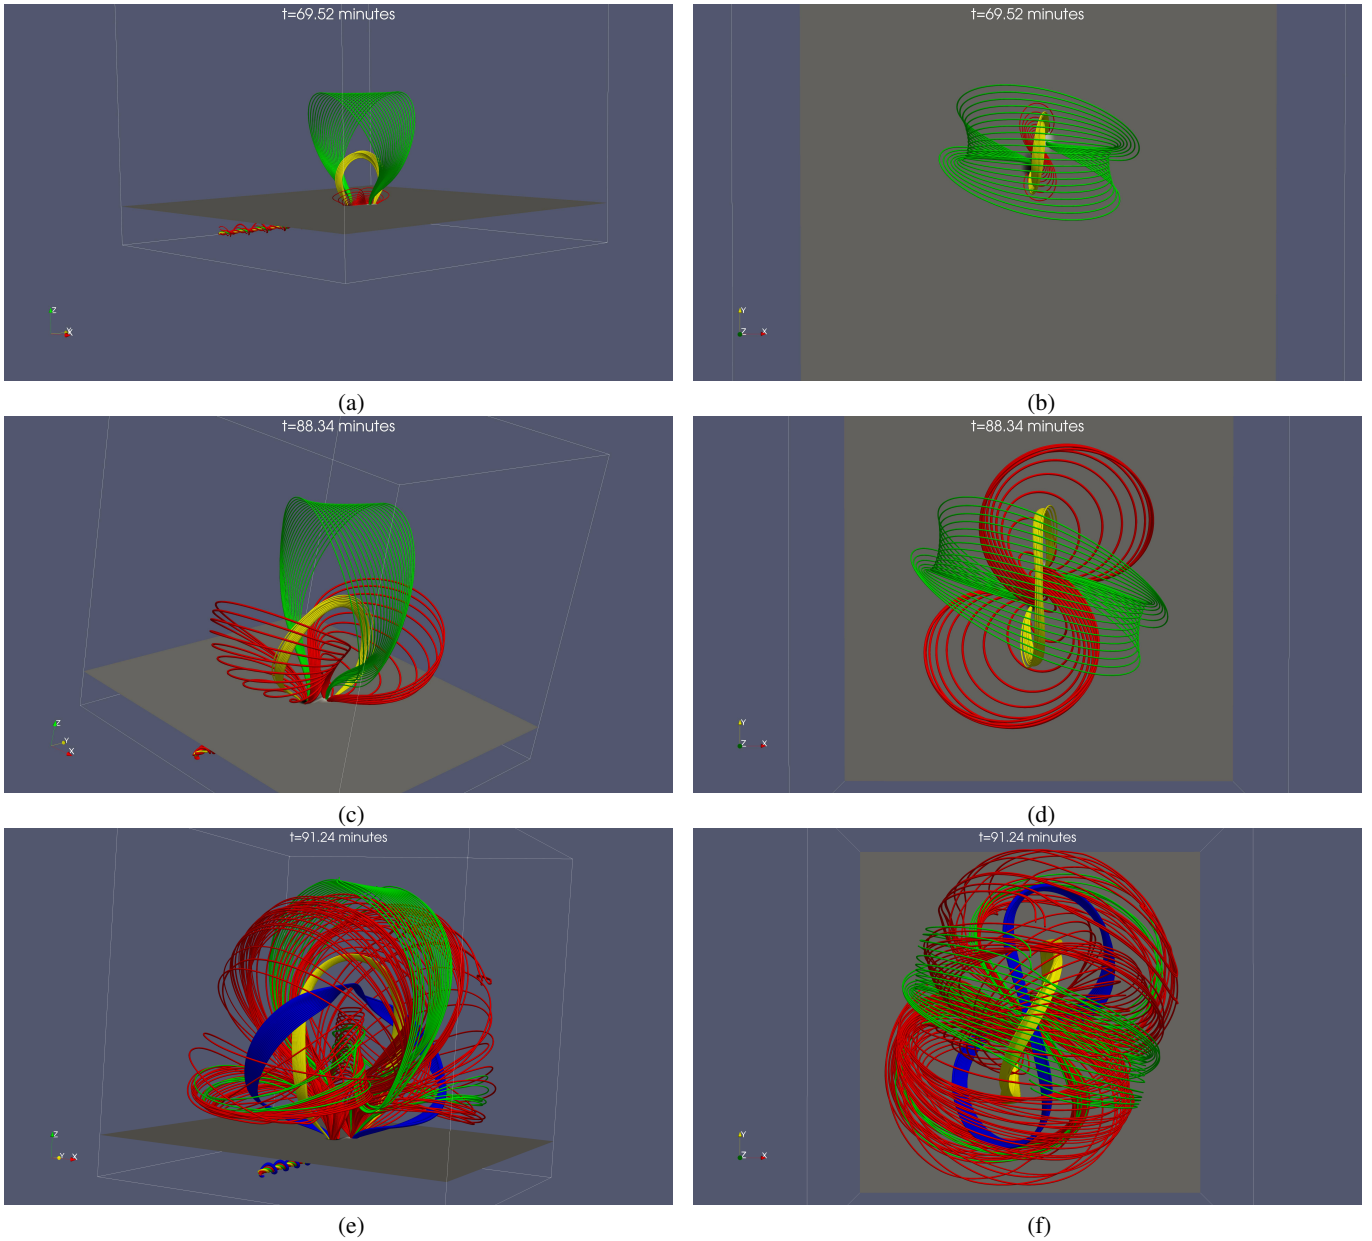 t=69.52 minutes
t=69.52 minutes
Z
X
Y
Z
X
(a)
(b)
t=88.34 minutes
t=88.34 minutes
Z
Y
X
Y
Z
X
(c)
(d)
t=91.24 minutes
t=91.24 minutes
Z
Y
X
Y
Z
X
(e)
(f)